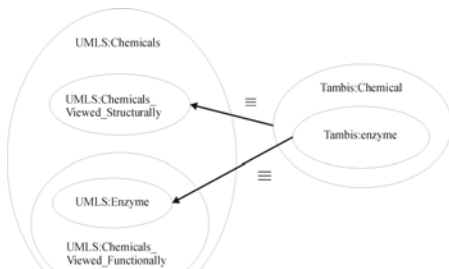 UMLS:Chemicals
UMLS:Chemicals_
Viewed_Structurally
≡
Tambis:Chemical
Tambis:enzyme
≡
UMLS:Enzyme
UMLS:Chemicals_
Viewed_Functionally